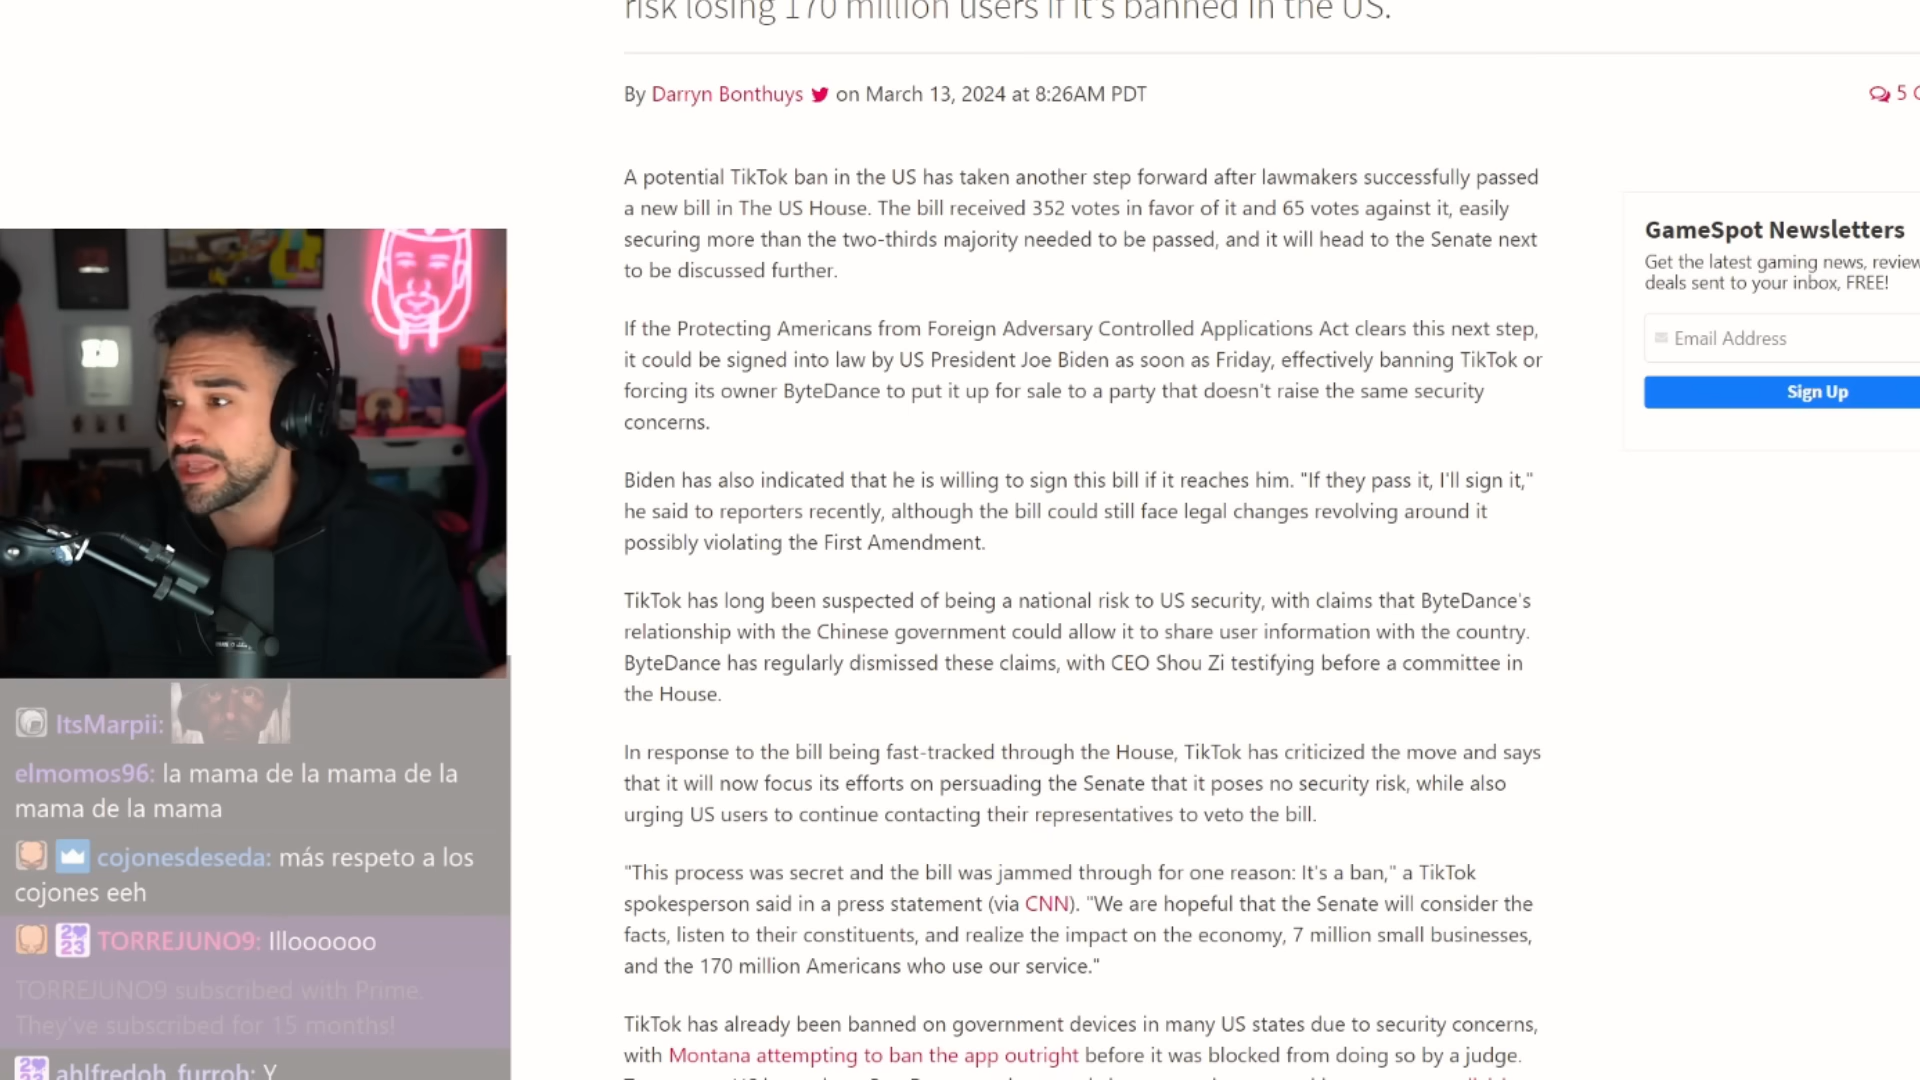 risk losing 170 million users if it's banned in the US.
By Darryn Bonthuys on March 13, 2024 at 8:26AM PDT
5
A potential TikTok ban in the US has taken another step forward after lawmakers successfully passed
a new bill in The US House. The bill received 352 votes in favor of it and 65 votes against it, easily
securing more than the two-thirds majority needed to be passed, and it will head to the Senate next
to be discussed further.
If the Protecting Americans from Foreign Adversary Controlled Applications Act clears this next step,
it could be signed into law by US President Joe Biden as soon as Friday, effectively banning TikTok or
forcing its owner ByteDance to put it up for sale to a party that doesn't raise the same security
concerns.
Biden has also indicated that he is willing to sign this bill if it reaches him. "If they pass it, I'll sign it,"
he said to reporters recently, although the bill could still face legal changes revolving around it
possibly violating the First Amendment.
TikTok has long been suspected of being a national risk to US security, with claims that ByteDance's
relationship with the Chinese government could allow it to share user information with the country.
ByteDance has regularly dismissed these claims, with CEO Shou Zi testifying before a committee in
the House.
In response to the bill being fast-tracked through the House, TikTok has criticized the move and says
that it will now focus its efforts on persuading the Senate that it poses no security risk, while also
urging US users to continue contacting their representatives to veto the bill.
"This process was secret and the bill was jammed through for one reason: It's a ban," a TikTok
spokesperson said in a press statement (via CNN). "We are hopeful that the Senate will consider the
facts, listen to their constituents, and realize the impact on the economy, 7 million small businesses,
and the 170 million Americans who use our service."
TikTok has already been banned on government devices in many US states due to security concerns,
with Montana attempting to ban the app outright before it was blocked from doing so by a judge.
GameSpot Newsletters
Get the latest gaming news, review
deals sent to your inbox, FREE!
Email Address
Sign Up
ItsMarpii:
elmomos96: la mama de la mama de la
mama de la mama
cojonesdeseda: más respeto a los
cojones eeh
2023 TORREJUNO9: Illoooooo
TORREJUNO9 subscribed with Prime.
They've subscribed for 15 months!
ahlfredoh_furroh: Y